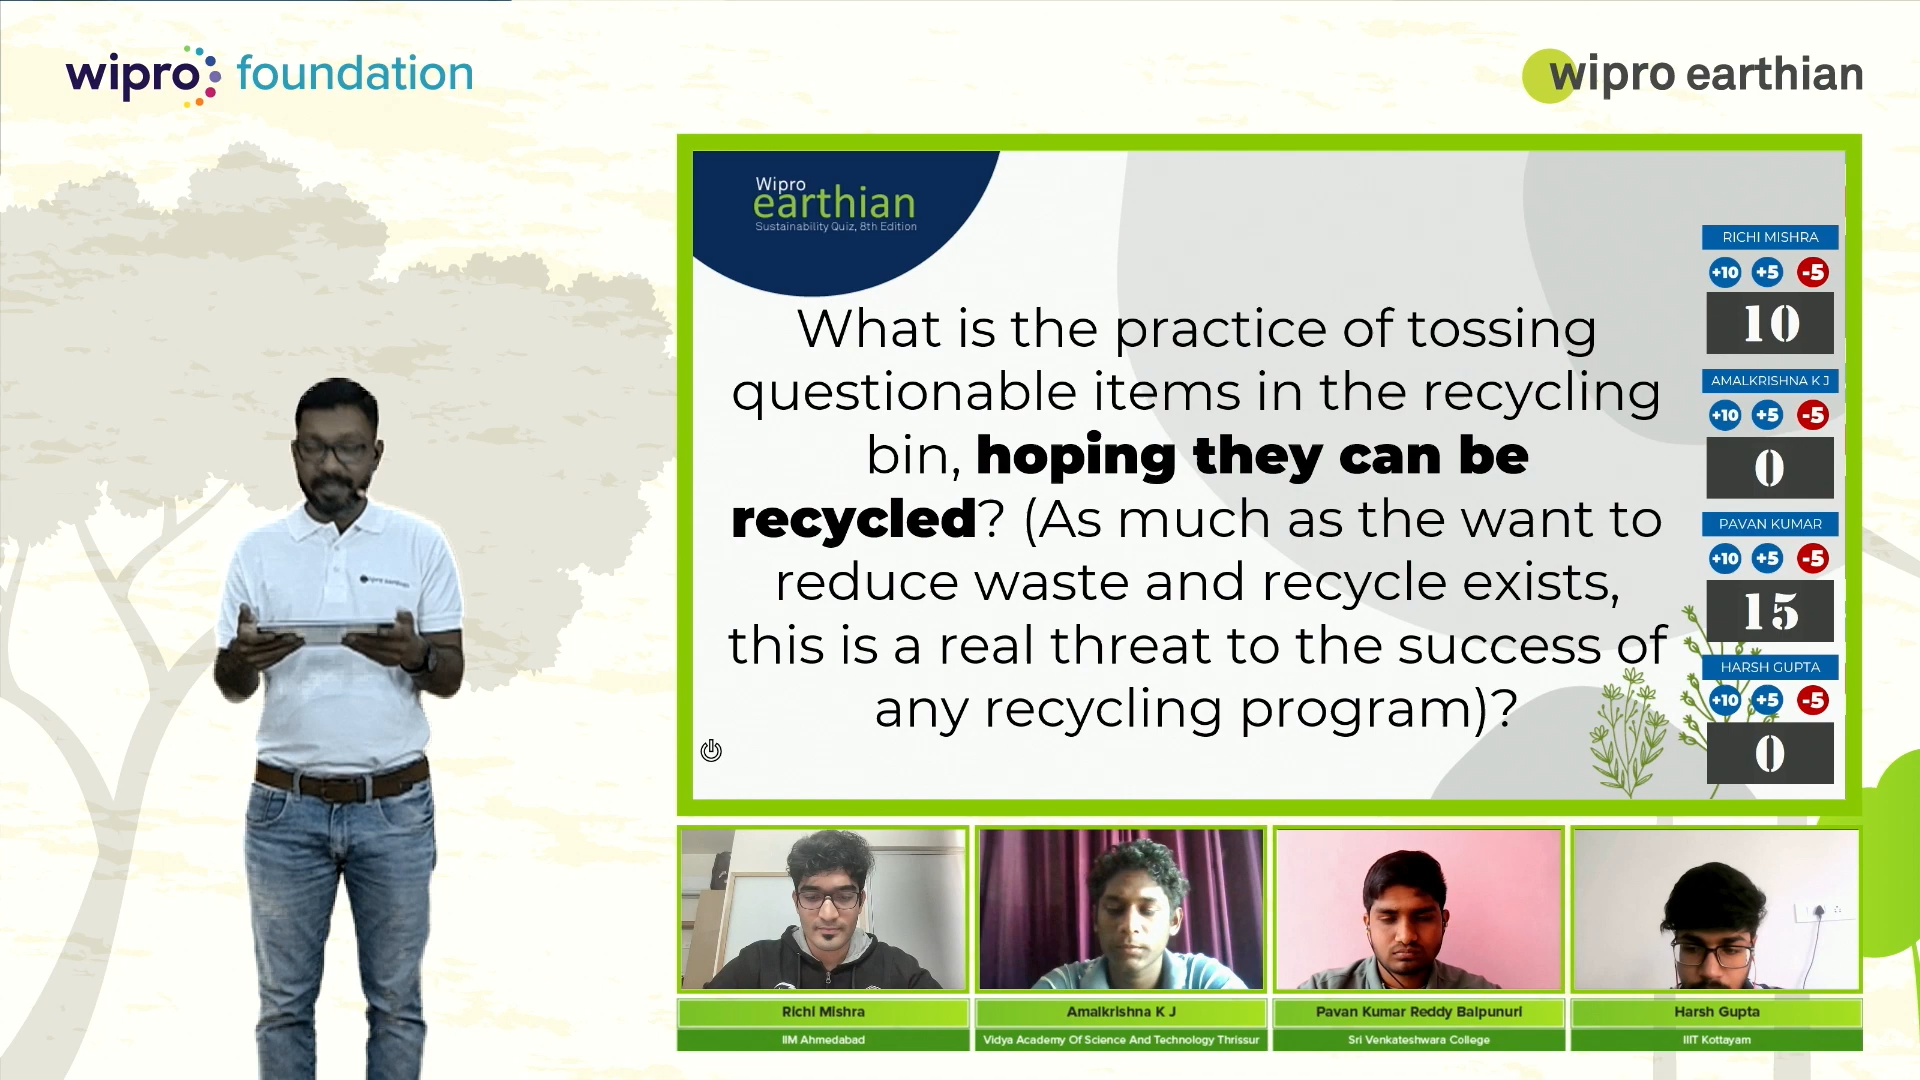 wipro foundation
wipro earthian
Wipro
earthian
Sustainability Quiz, 8th Edition
What is the practice of tossing
questionable items in the recycling
bin, hoping they can be
recycled? (As much as the want to
reduce waste and recycle exists,
this is a real threat to the success of
any recycling program)?
RICHI MISHRA
+10 +5 -5
10
AMALKRISHNA K J
+10 +5 -5
0
PAVAN KUMAR
+10 +5 -5
15
HARSH GUPTA
+10 +5 -5
0
wipro earthian
Richi Mishra
IIM Ahmedabad
Amalkrishna K J
Vidya Academy Of Science And Technology Thrissur
Pavan Kumar Reddy Balpunuri
Sri Venkateshwara College
Harsh Gupta
IIIT Kottayam